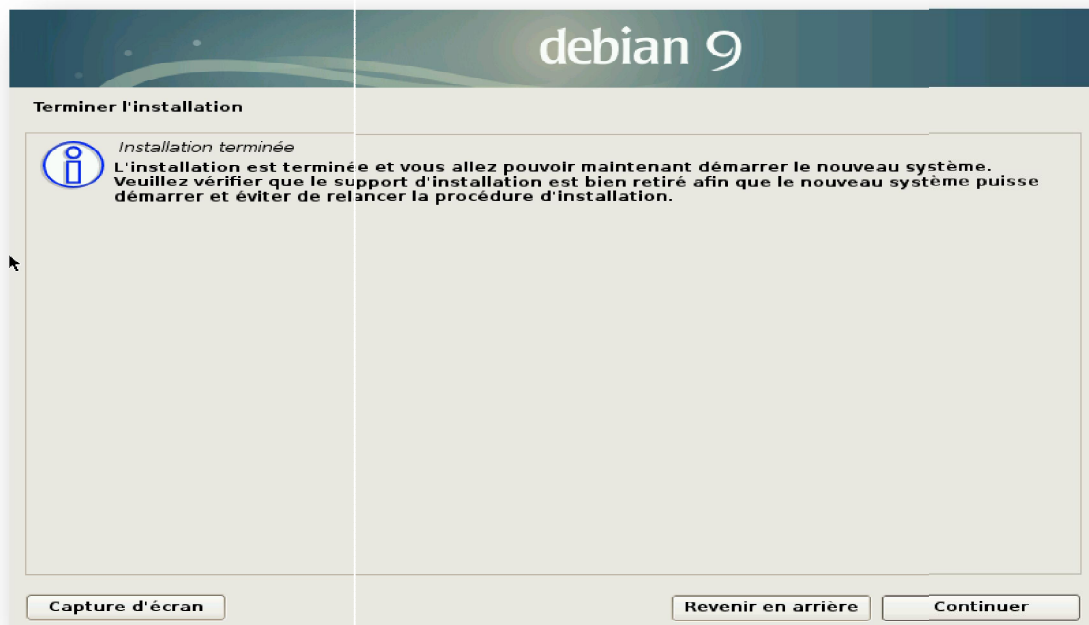 debian 9
Terminer l'installation
Installation terminée
L'installation est terminée et vous allez pouvoir maintenant démarrer le nouveau système.
Veuillez vérifier que le support d'installation est bien retiré afin que le nouveau système puisse
démarrer et éviter de relancer la procédure d'installation.
Capture d'écran
Revenir en arrière
Continuer